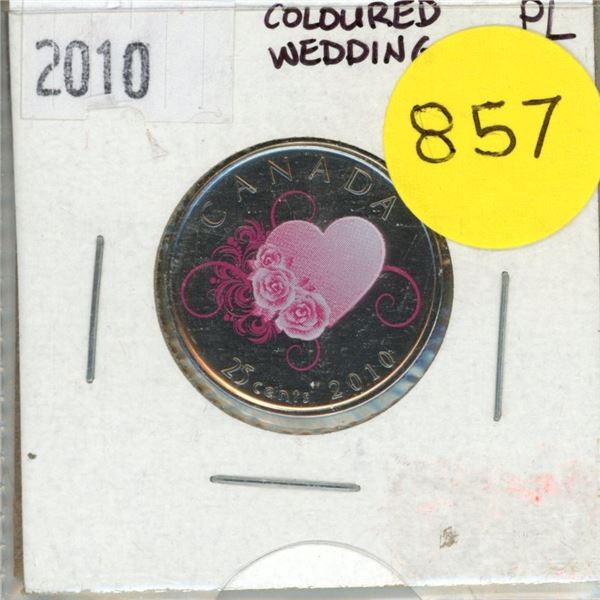 COLOURED PL
2010 WEDDING
857
CANADA
25 cents 2010